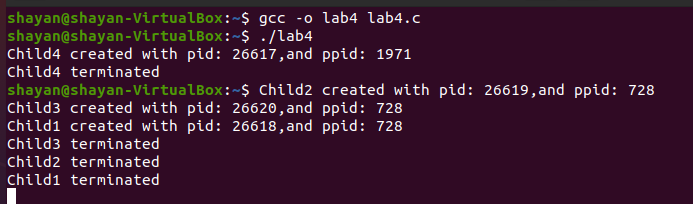 shayan@shayan-VirtualBox:~$ gcc -o lab4 lab4.c
shayan@shayan-VirtualBox:~$ ./lab4
Child4 created with pid: 26617,and ppid: 1971
Child4 terminated
shayan@shayan-VirtualBox:~$ Child2 created with pid: 26619,and ppid: 728
Child3 created with pid: 26620,and ppid: 728
Child1 created with pid: 26618,and ppid: 728
Child3 terminated
Child2 terminated
Child1 terminated